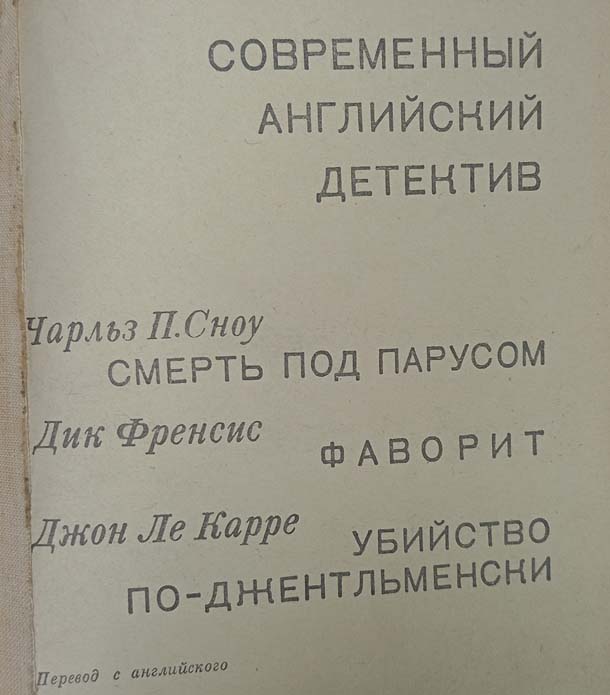 СОВРЕМЕННЫЙ
АНГЛИЙСКИЙ
ДЕТЕКТИВ
Чарльз П.Сноу
СМЕРТЬ ПОД ПАРУСОМ
Дик Френсис
ФАВОРИТ
Джон Ле Карре
УБИЙСТВО
ПО-ДЖЕНТЛЬМЕНСКИ
Перевод с английского